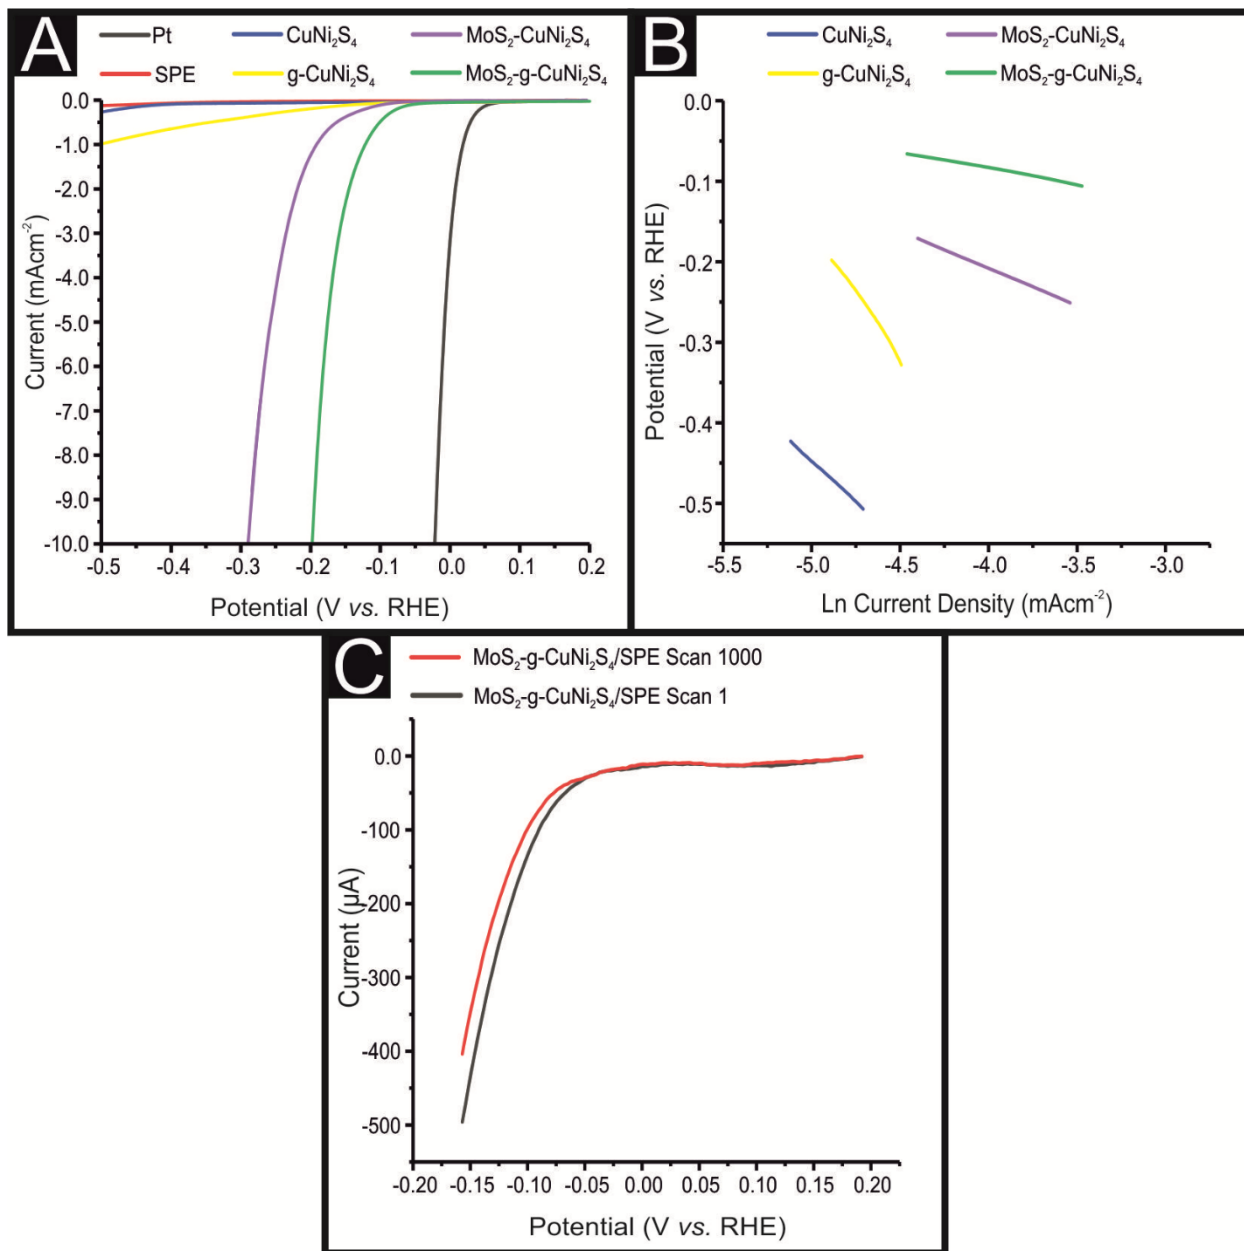 A
Pt CuNi₂S₄ MoS₂-CuNi₂S₄
SPE g-CuNi₂S₄ MoS₂-g-CuNi₂S₄
0.0
-1.0
-2.0
-3.0
-4.0
-5.0
-6.0
-7.0
-8.0
-9.0
-10.0
Current (mAcm⁻²)
-0.5 -0.4 -0.3 -0.2 -0.1 0.0 0.1 0.2
Potential (V vs. RHE)
B
CuNi₂S₄ MoS₂-CuNi₂S₄
g-CuNi₂S₄ MoS₂-g-CuNi₂S₄
0.0
-0.1
-0.2
-0.3
-0.4
-0.5
Potential (V vs. RHE)
-5.5 -5.0 -4.5 -4.0 -3.5 -3.0
Ln Current Density (mAcm⁻²)
C
MoS₂-g-CuNi₂S₄/SPE Scan 1000
MoS₂-g-CuNi₂S₄/SPE Scan 1
0.0
-100
-200
-300
-400
-500
Current (µA)
-0.20 -0.15 -0.10 -0.05 0.00 0.05 0.10 0.15 0.20
Potential (V vs. RHE)